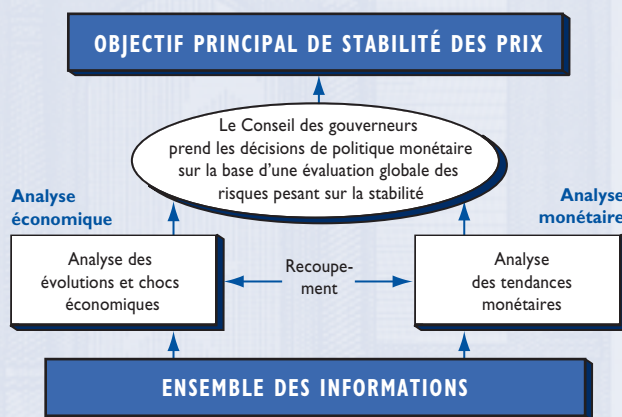 OBJECTIF PRINCIPAL DE STABILITÉ DES PRIX
Le Conseil des gouverneurs
prend les décisions de politique monétaire
sur la base d'une évaluation globale des
risques pesant sur la stabilité
Analyse
économique
Analyse
monétaire
Analyse des
évolutions et chocs
économiques
Recoupe-
ment
Analyse
des tendances
monétaires
ENSEMBLE DES INFORMATIONS